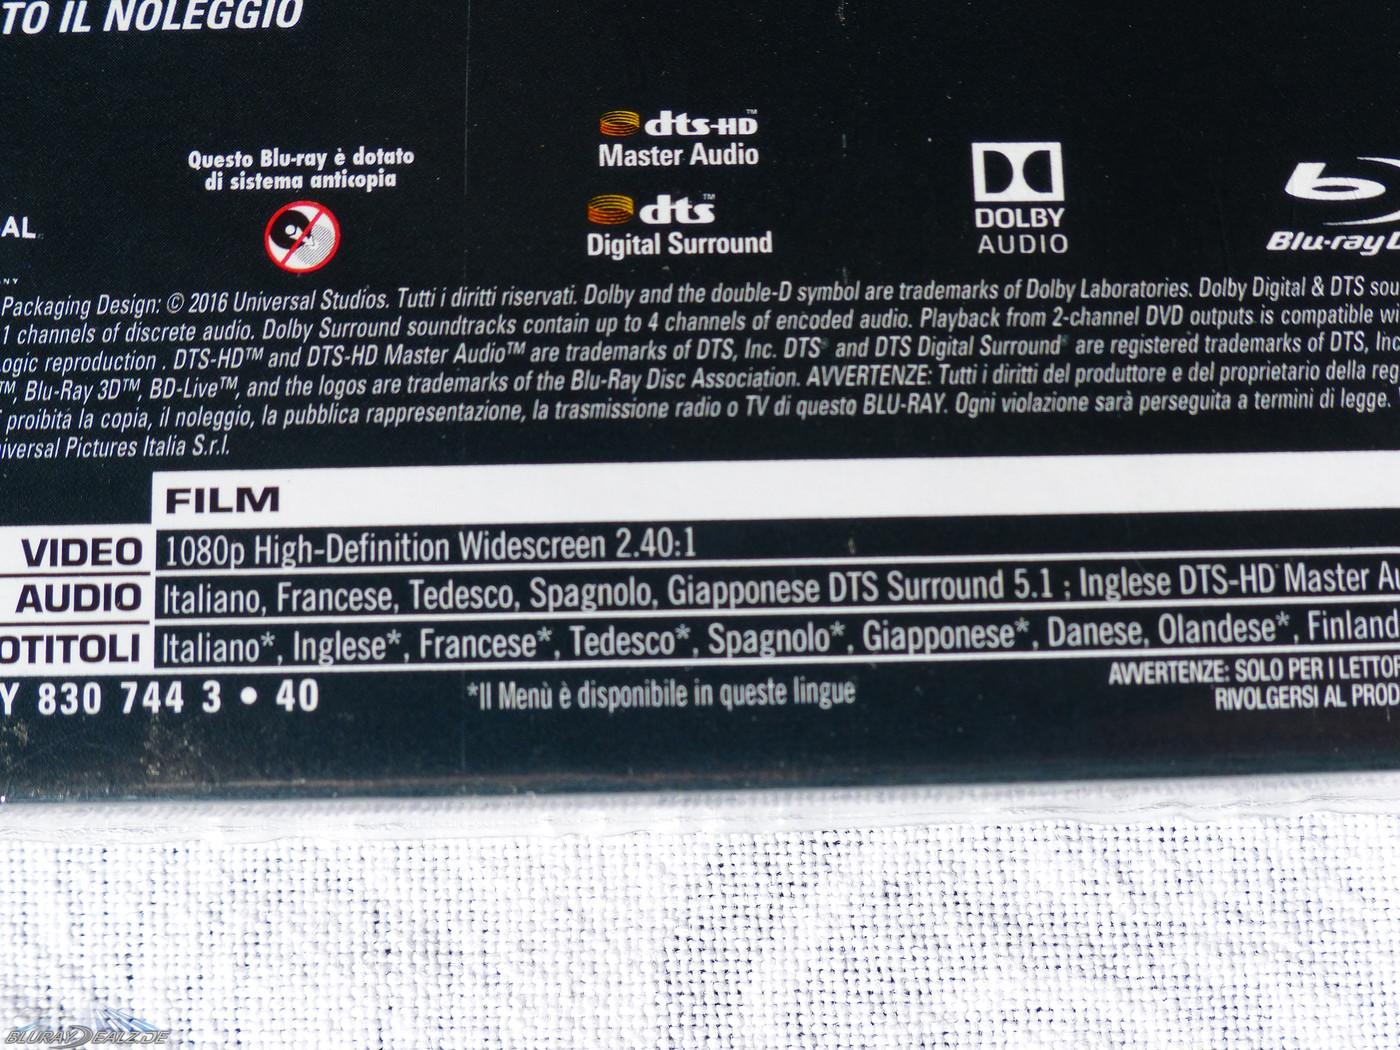 TO IL NOLEGGIO
dts-HD™
Master Audio
Questo Blu-ray è dotato
di sistema anticopia
dts™
Digital Surround
DOLBY
AUDIO
Blu-ray D
AL
NY
Packaging Design: © 2016 Universal Studios. Tutti i diritti riservati. Dolby and the double-D symbol are trademarks of Dolby Laboratories. Dolby Digital & DTS sou
1 channels of discrete audio. Dolby Surround soundtracks contain up to 4 channels of encoded audio. Playback from 2-channel DVD outputs is compatible wi
ogic reproduction . DTS-HD™ and DTS-HD Master Audio™ are trademarks of DTS, Inc. DTS® and DTS Digital Surround® are registered trademarks of DTS, Inc
™, Blu-Ray 3D™, BD-Live™, and the logos are trademarks of the Blu-Ray Disc Association. AVVERTENZE: Tutti i diritti del produttore e del proprietario della reg
proibita la copia, il noleggio, la pubblica rappresentazione, la trasmissione radio o TV di questo BLU-RAY. Ogni violazione sarà perseguita a termini di legge.
iversal Pictures Italia S.r.l.
FILM
VIDEO 1080p High-Definition Widescreen 2.40:1
AUDIO Italiano, Francese, Tedesco, Spagnolo, Giapponese DTS Surround 5.1 ; Inglese DTS-HD Master Au
OTITOLI Italiano*, Inglese*, Francese*, Tedesco*, Spagnolo*, Giapponese*, Danese, Olandese*, Finland
Y 830 744 3 • 40
*Il Menù è disponibile in queste lingue
AVVERTENZE: SOLO PER I LETTOR
RIVOLGERSI AL PROD
BLURAYDEALZ.DE